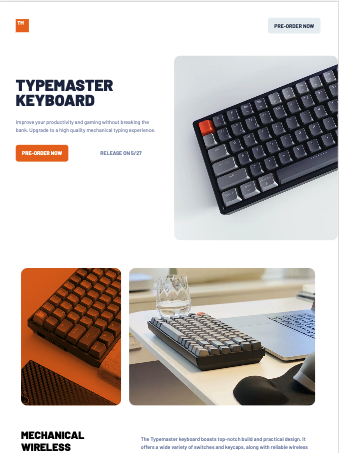 TM
PRE-ORDER NOW
TYPEMASTER
KEYBOARD
Improve your productivity and gaming without breaking the
bank. Upgrade to a high quality mechanical typing experience.
PRE-ORDER NOW
RELEASE ON 5/27
MECHANICAL
WIRELESS
The Typemaster keyboard boasts top-notch build and practical design. It
offers a wide variety of switches and keycaps, along with reliable wireless